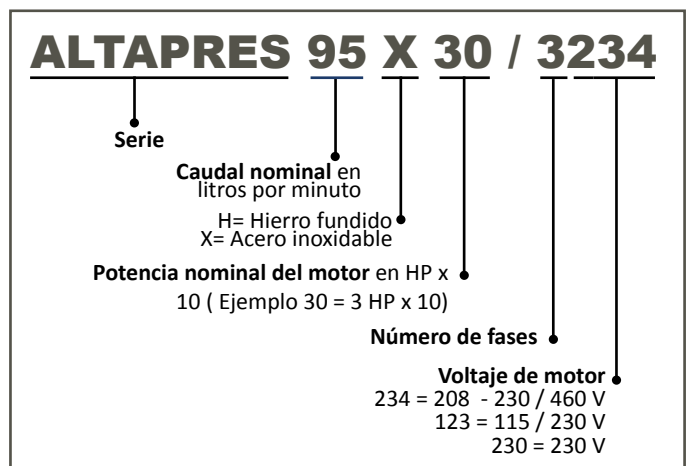 ALTAPRES 95 X 30 / 3234
Serie
Caudal nominal en
litros por minuto
H= Hierro fundido
X= Acero inoxidable
Potencia nominal del motor en HP x
10 ( Ejemplo 30 = 3 HP x 10)
Número de fases
Voltaje de motor
234 = 208 - 230 / 460 V
123 = 115 / 230 V
230 = 230 V